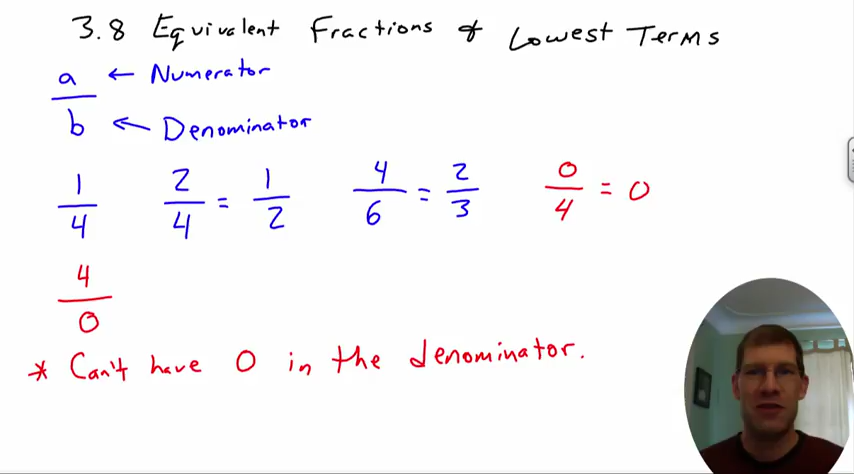 3.8 Equivalent Fractions & Lowest Terms
a ← Numerator
b ← Denominator
1/4 2/4 = 1/2 4/6 = 2/3 0/4 = 0
4/0
* Can't have 0 in the denominator.